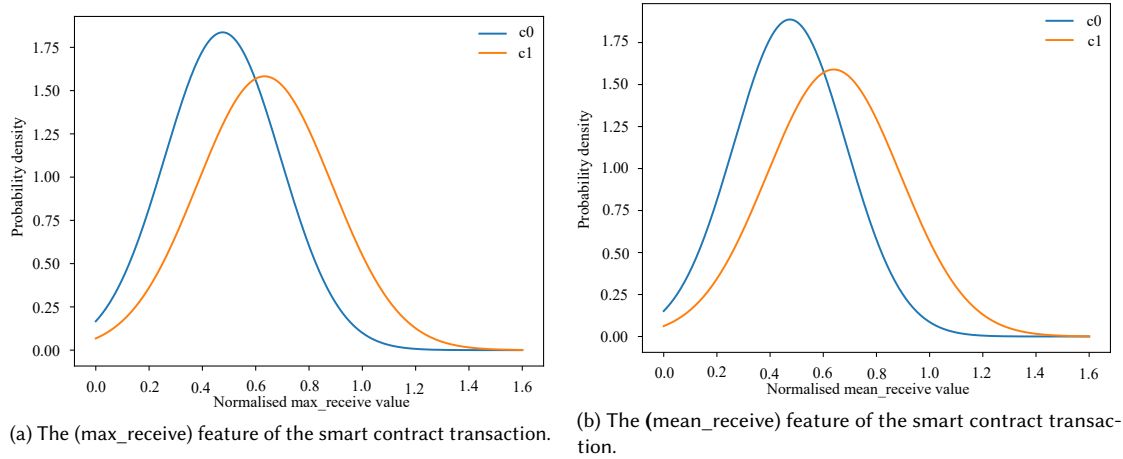 c0
c1
1.75
1.50
1.25
1.00
0.75
0.50
0.25
0.00
Probability density
0.0 0.2 0.4 0.6 0.8 1.0 1.2 1.4 1.6
Normalised max_receive value
(a) The (max_receive) feature of the smart contract transaction.
c0
c1
1.75
1.50
1.25
1.00
0.75
0.50
0.25
0.00
Probability density
0.0 0.2 0.4 0.6 0.8 1.0 1.2 1.4 1.6
Normalised mean_receive value
(b) The (mean_receive) feature of the smart contract transac-
tion.